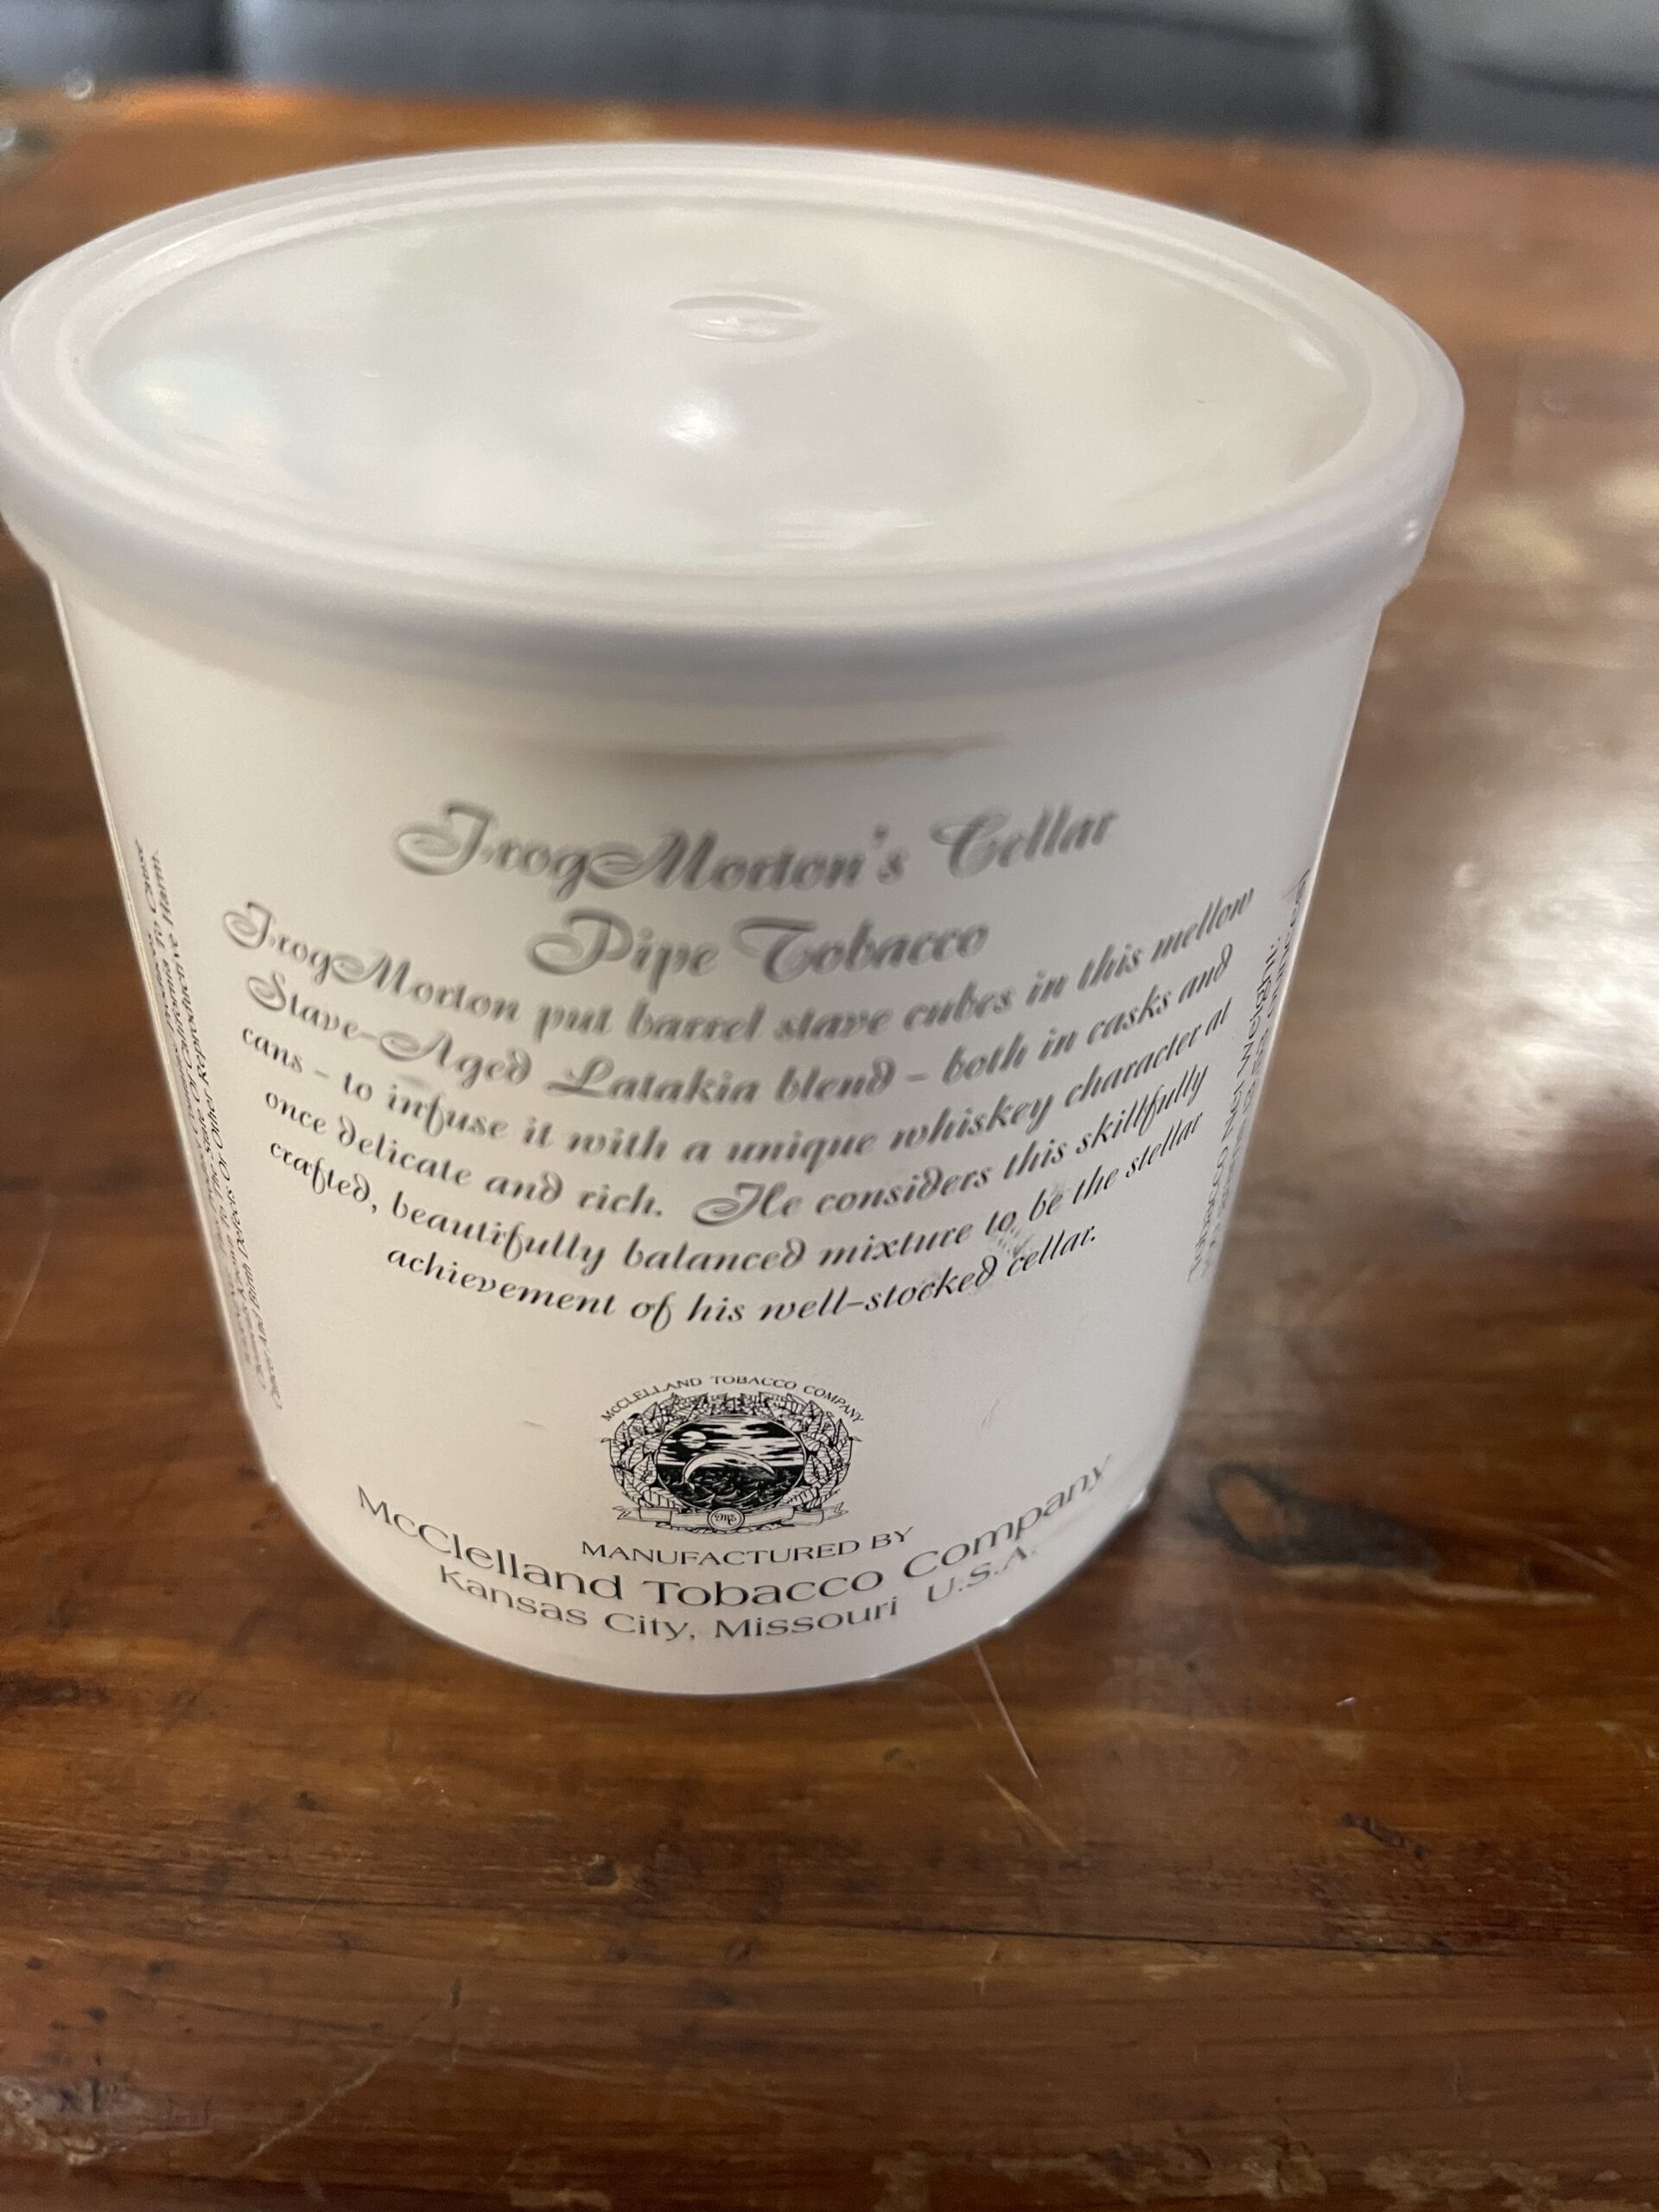 FrogMorton's Cellar
Pipe Tobacco
FrogMorton put barrel stave cubes in this mellow
Stave-Aged Latakia blend - both in casks and
cans - to infuse it with a unique whiskey character at
once delicate and rich. He considers this skillfully
crafted, beautifully balanced mixture to be the stellar
achievement of his well-stocked cellar.
McCLELLAND TOBACCO COMPANY
MANUFACTURED BY
McClelland Tobacco Company
Kansas City, Missouri U.S.A.
Tobacco Net Weight: